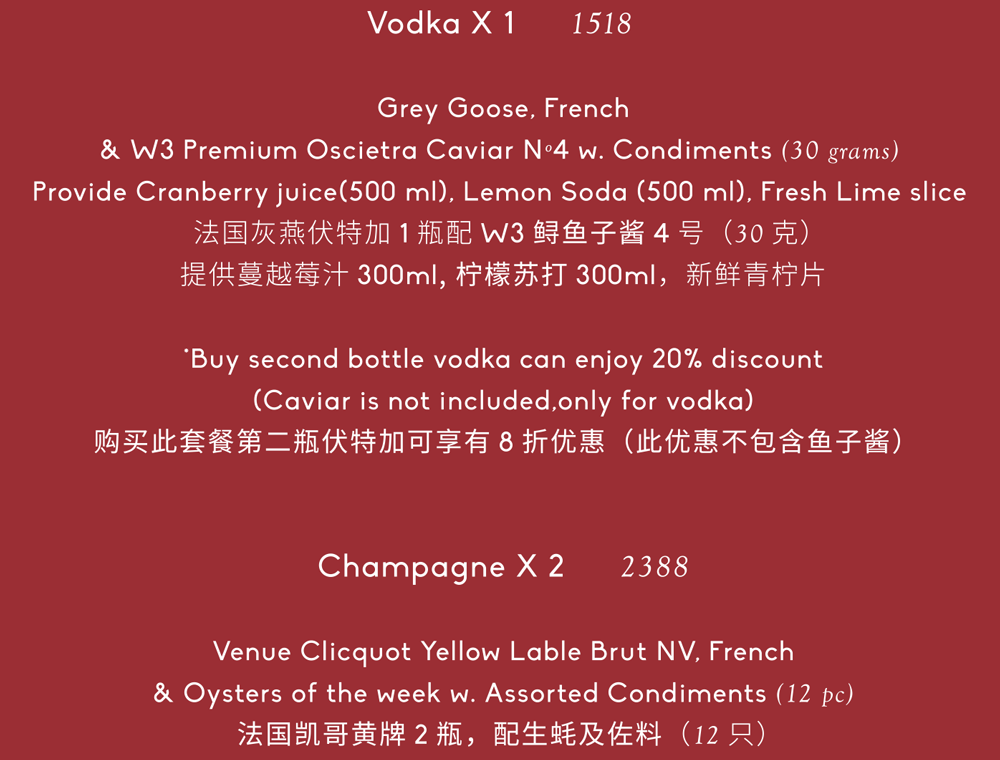 Vodka X 1 1518
Grey Goose, French
& W3 Premium Oscietra Caviar Nº4 w. Condiments (30 grams)
Provide Cranberry juice(500 ml), Lemon Soda (500 ml), Fresh Lime slice
法国灰燕伏特加 1 瓶配 W3 鲟鱼子酱 4 号（30 克）
提供蔓越莓汁 300ml, 柠檬苏打 300ml，新鲜青柠片
*Buy second bottle vodka can enjoy 20% discount
(Caviar is not included,only for vodka)
购买此套餐第二瓶伏特加可享有 8 折优惠（此优惠不包含鱼子酱）
Champagne X 2 2388
Venue Clicquot Yellow Lable Brut NV, French
& Oysters of the week w. Assorted Condiments (12 pc)
法国凯哥黄牌 2 瓶，配生蚝及佐料（12 只）